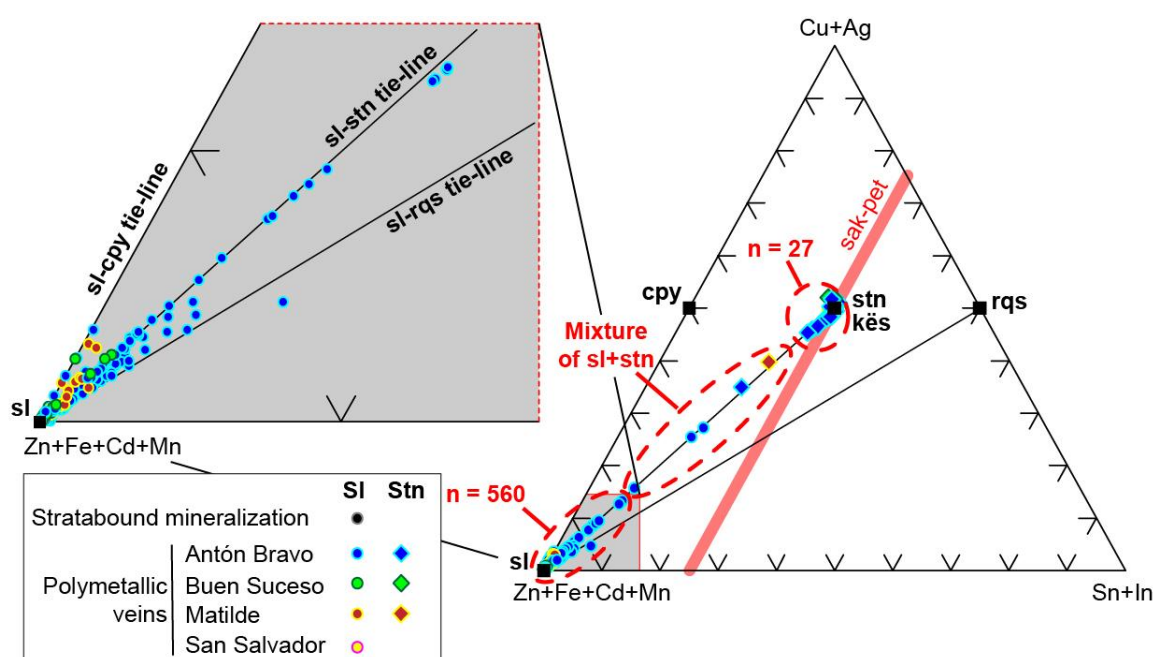 Cu+Ag
sl-cpy tie-line
sl-stn tie-line
sl-rqs tie-line
sl
Zn+Fe+Cd+Mn
sak-pet
n = 27
cpy
stn
kës
rqs
Mixture
of sl+stn
n = 560
sl
Zn+Fe+Cd+Mn
Sn+In
Sl Stn
Stratabound mineralization
Polymetallic
veins
Antón Bravo
Buen Suceso
Matilde
San Salvador